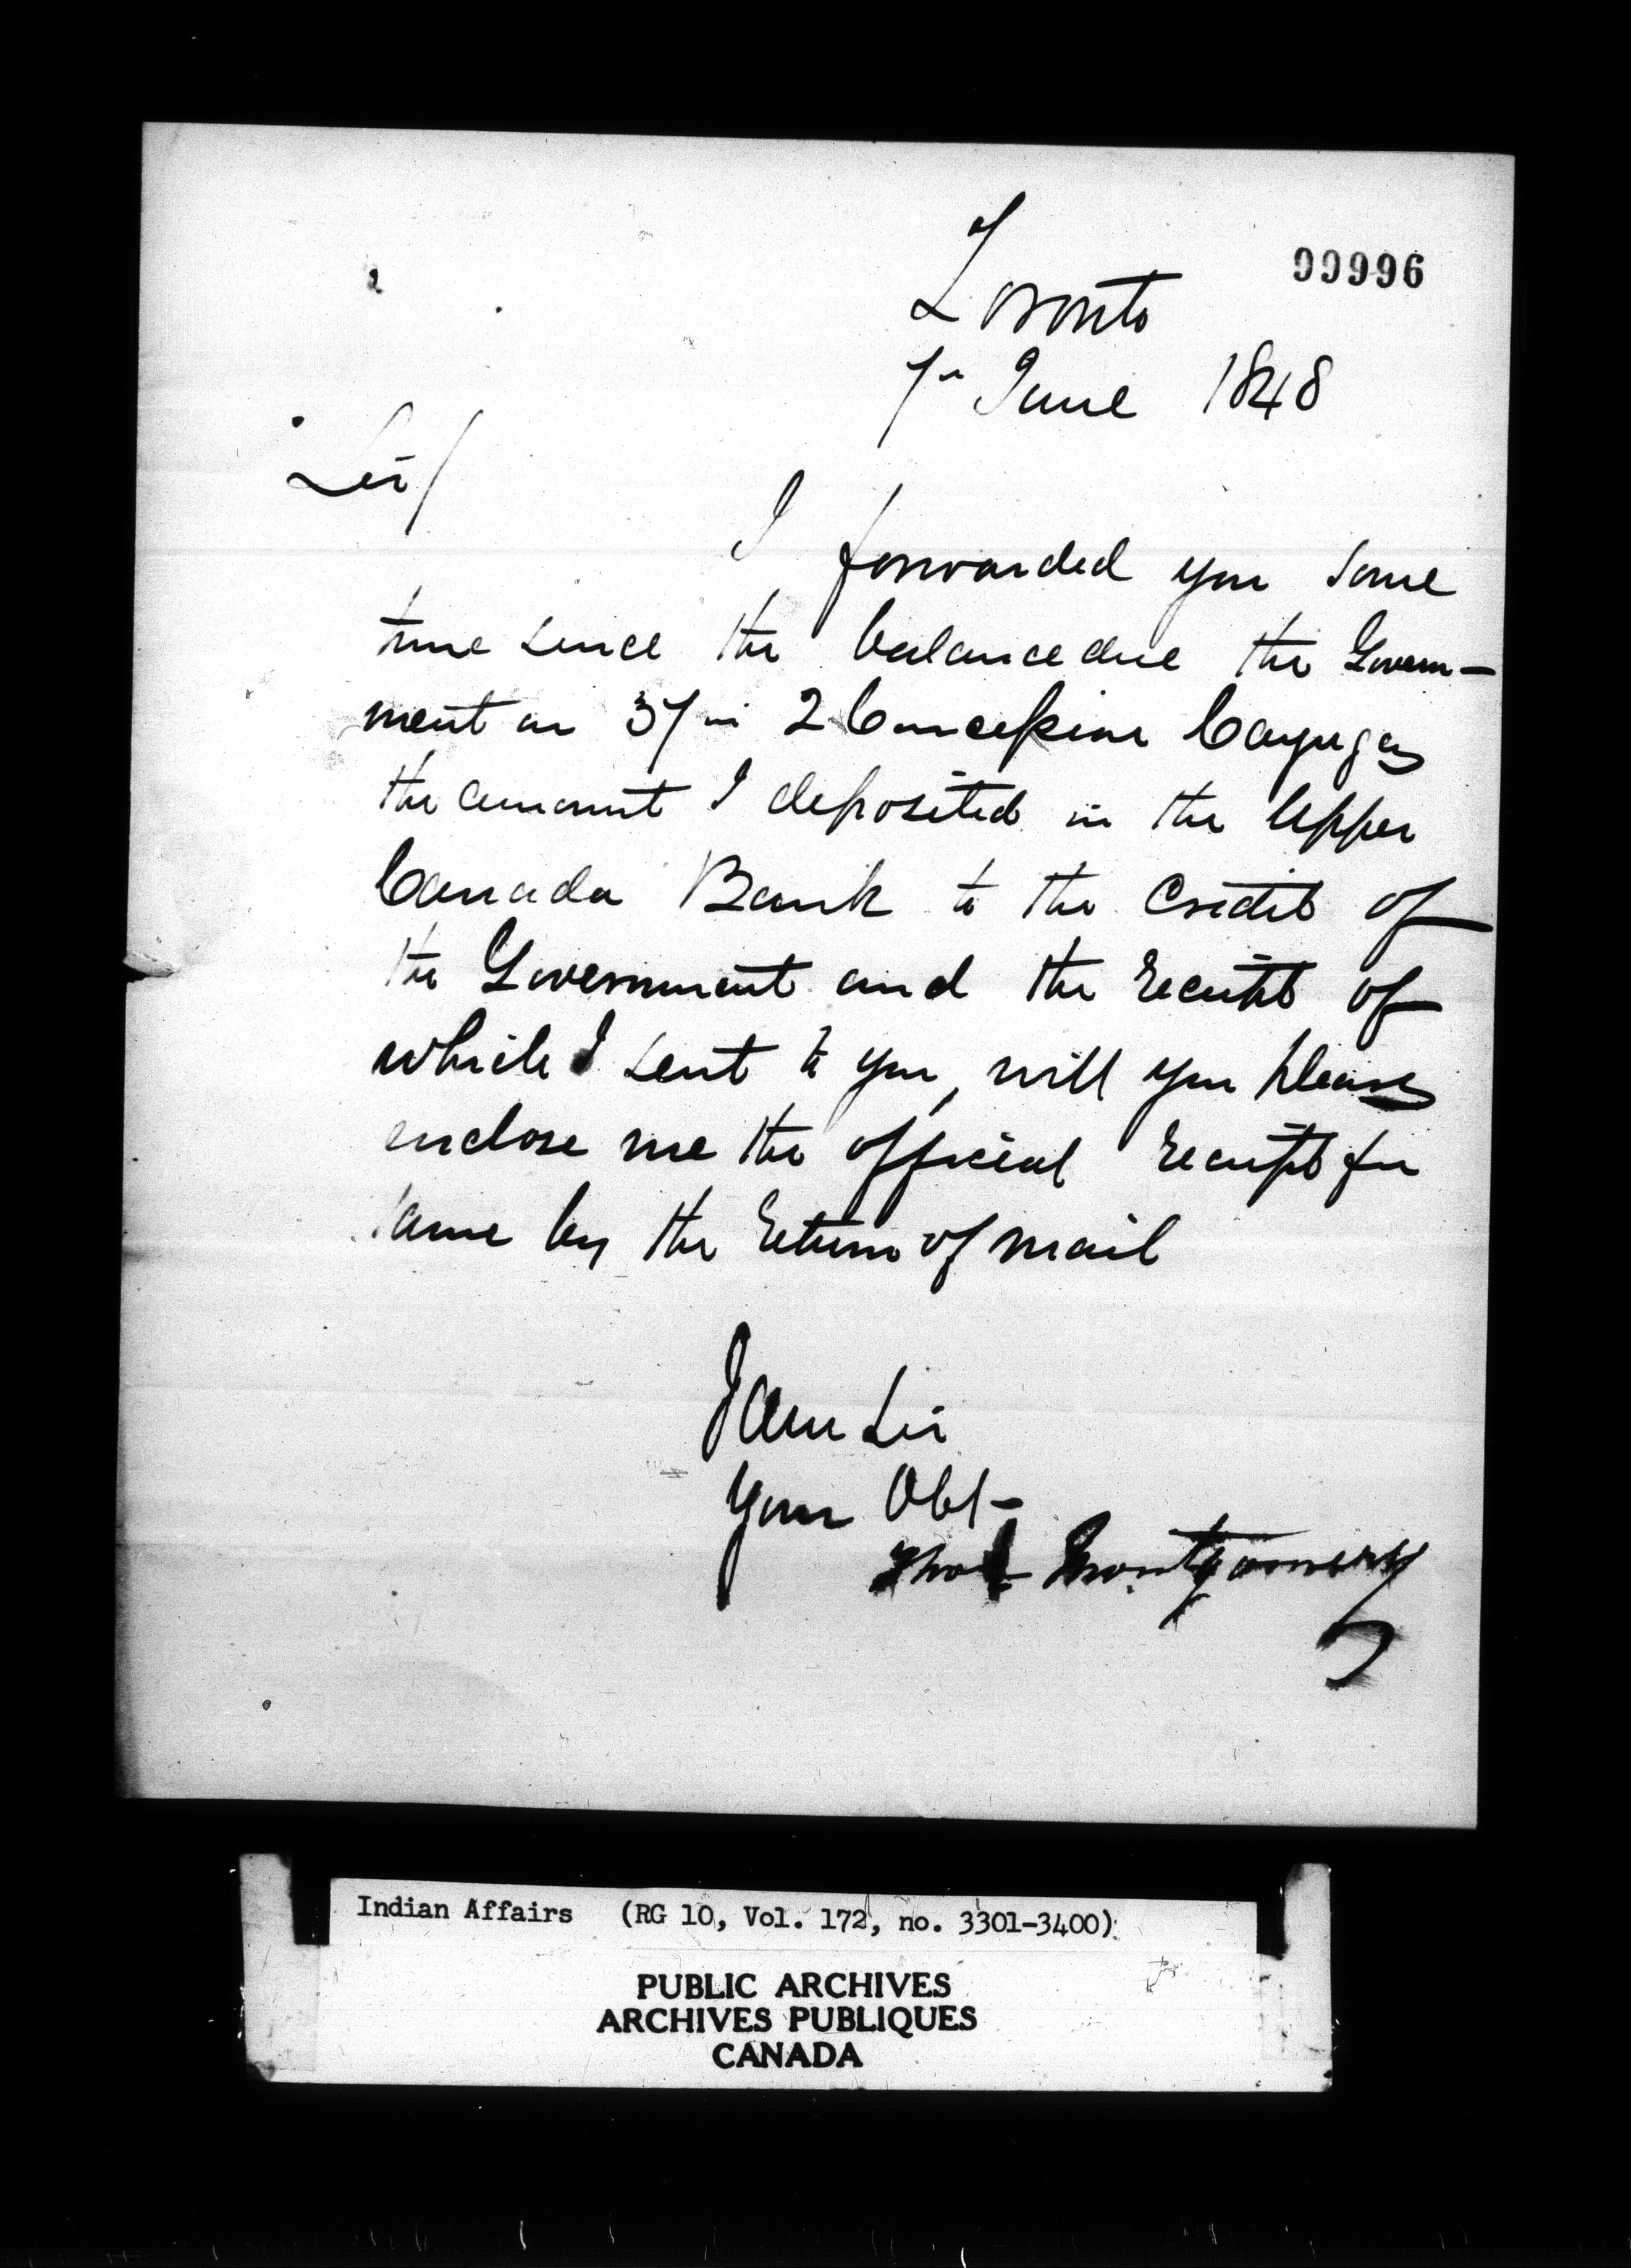 99996
Toronto
7th June 1848
Sir/
I forwarded you some
time since the balance due the Govern-
ment on 37 in 2 Concession Cayuga
the amount I deposited in the Upper
Canada Bank to the Credit of
the Government and the receipt of
which I sent to you, will you please
enclose me the official receipt for
same by the return of mail
I am Sir
Your Obt-
Thos Montgomery
Indian Affairs (RG 10, Vol. 172, no. 3301-3400)
PUBLIC ARCHIVES
ARCHIVES PUBLIQUES
CANADA